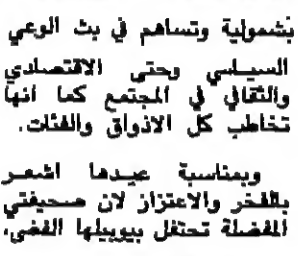 بشمولية وتساهم في بث الوعي
السياسي وحتى الاقتصادي
والثقافي في المجتمع كما انها
تخاطب كل الاذواق والفئات.
وبمناسبة عيدها اشعر
بالفخر والاعتزاز لان صحيفتي
المفضلة تحتفل بيوبيلها الفضي.